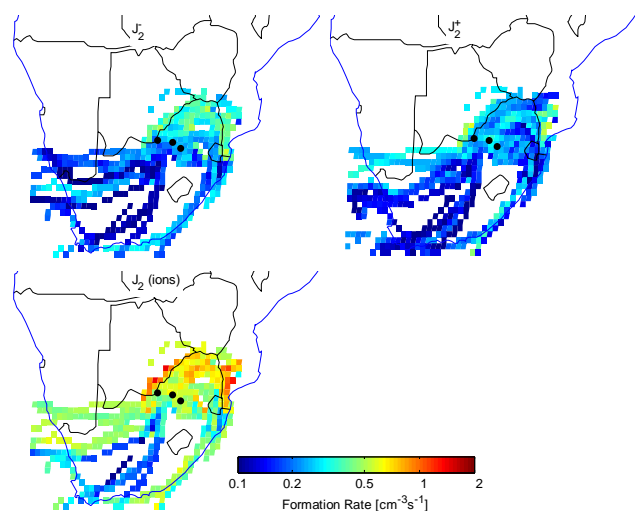 J₂⁻
J₂⁺
J₂ (ions)
0.1 0.2 0.5 1 2
Formation Rate [cm⁻³s⁻¹]